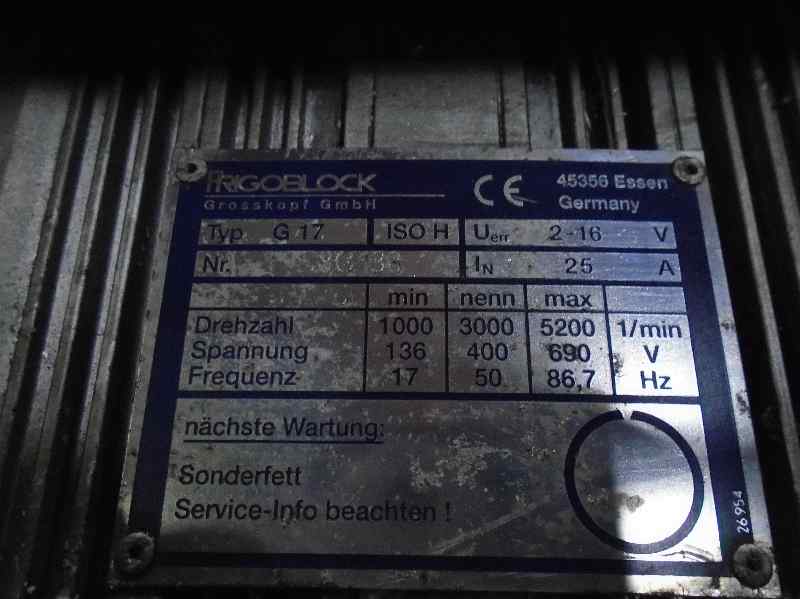 FRIGOBLOCK
Grosskopf GmbH
CE
45356 Essen
Germany
Typ G 17 ISO H Uerr 2-16 V
Nr. IN 25 A
min nenn max
Drehzahl 1000 3000 5200 1/min
Spannung 136 400 690 V
Frequenz 17 50 86,7 Hz
nächste Wartung:
Sonderfett
Service-Info beachten !
26954